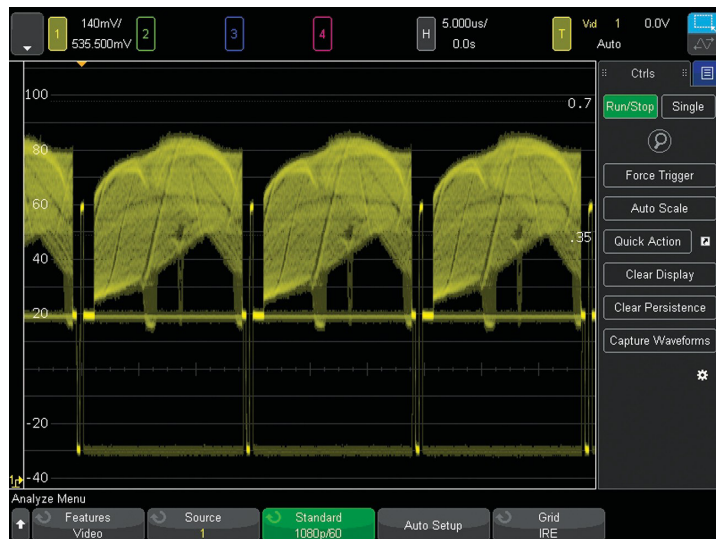 1
140mV/
535.500mV
2
3
4
H
5.000us/
0.0s
T
Vid 1 0.0V
Auto
100
80
60
40
20
-20
-40
0.7
.35
1
Ctrls
Run/Stop
Single
Force Trigger
Auto Scale
Quick Action
Clear Display
Clear Persistence
Capture Waveforms
Analyze Menu
Features
Video
Source
1
Standard
1080p/60
Auto Setup
Grid
IRE